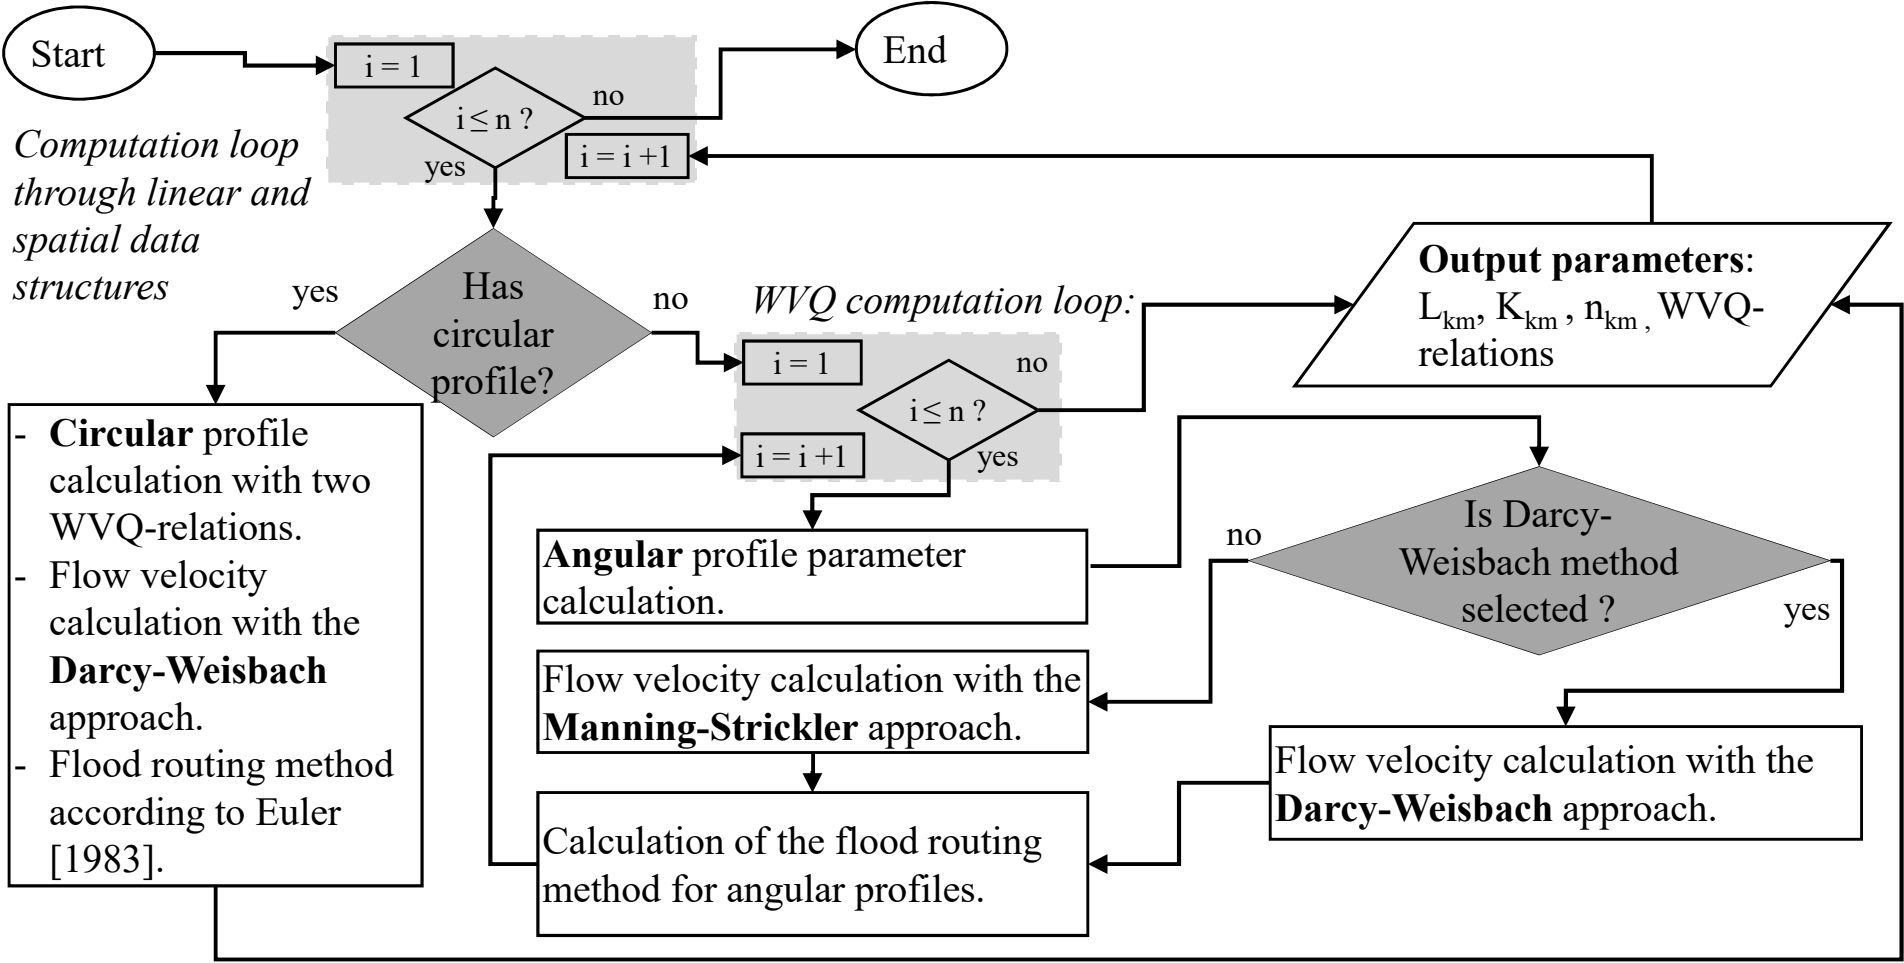 Start
i = 1
i ≤ n ?
no
yes
i = i +1
End
Computation loop
through linear and
spatial data
structures
Has
circular
profile?
yes
no
WVQ computation loop:
i = 1
i ≤ n ?
no
yes
i = i +1
Output parameters:
Lkm, Kkm , nkm , WVQ-
relations
- Circular profile
calculation with two
WVQ-relations.
- Flow velocity
calculation with the
Darcy-Weisbach
approach.
- Flood routing method
according to Euler
[1983].
Angular profile parameter
calculation.
Is Darcy-
Weisbach method
selected ?
no
yes
Flow velocity calculation with the
Manning-Strickler approach.
Flow velocity calculation with the
Darcy-Weisbach approach.
Calculation of the flood routing
method for angular profiles.